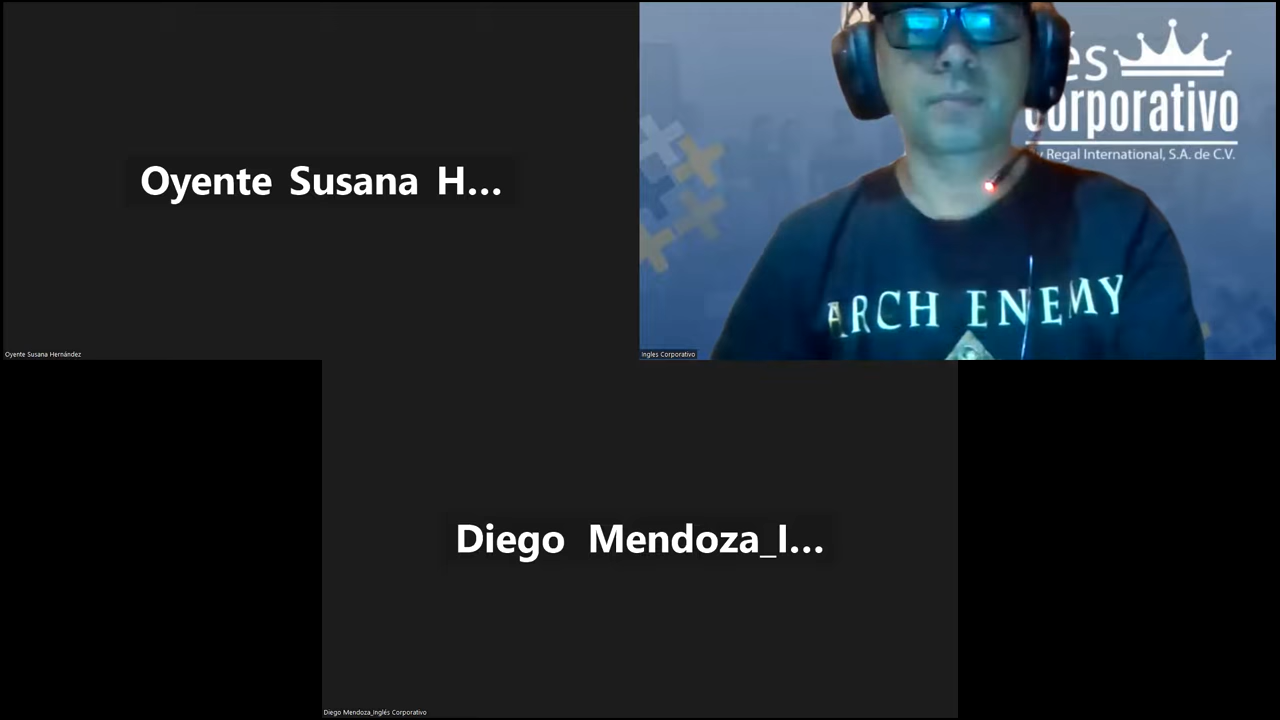 Oyente Susana H...
Oyente Susana Hernández
és
corporativo
y Regal International, S.A. de C.V.
ARCH ENEMY
Ingles Corporativo
Diego Mendoza_I...
Diego Mendoza_Inglés Corporativo